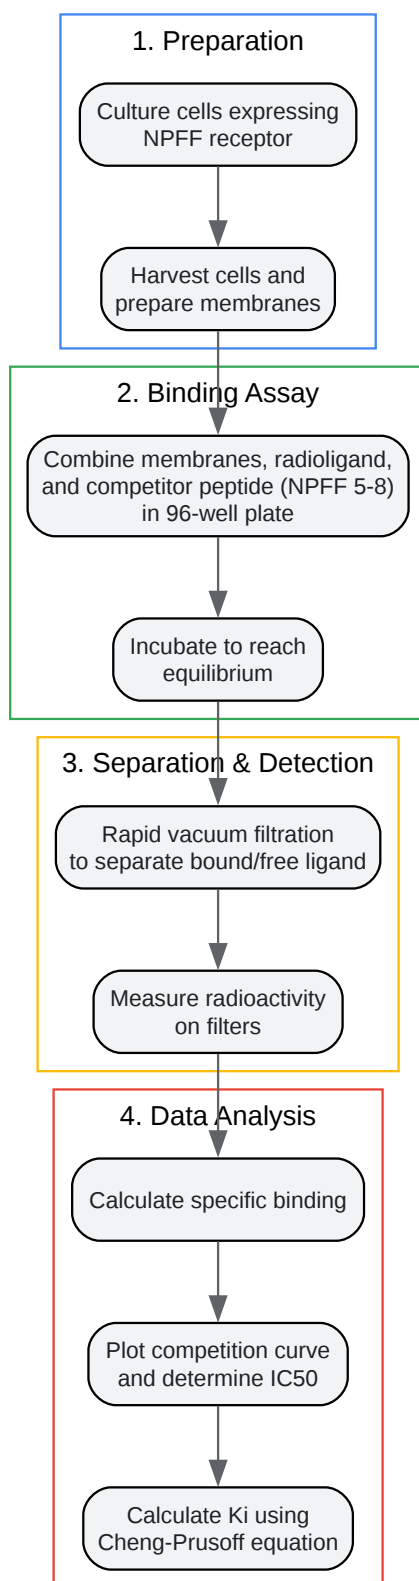 1. Preparation
Culture cells expressing
NPFF receptor
Harvest cells and
prepare membranes
2. Binding Assay
Combine membranes, radioligand,
and competitor peptide (NPFF 5-8)
in 96-well plate
Incubate to reach
equilibrium
3. Separation & Detection
Rapid vacuum filtration
to separate bound/free ligand
Measure radioactivity
on filters
4. Data Analysis
Calculate specific binding
Plot competition curve
and determine IC50
Calculate Ki using
Cheng-Prusoff equation